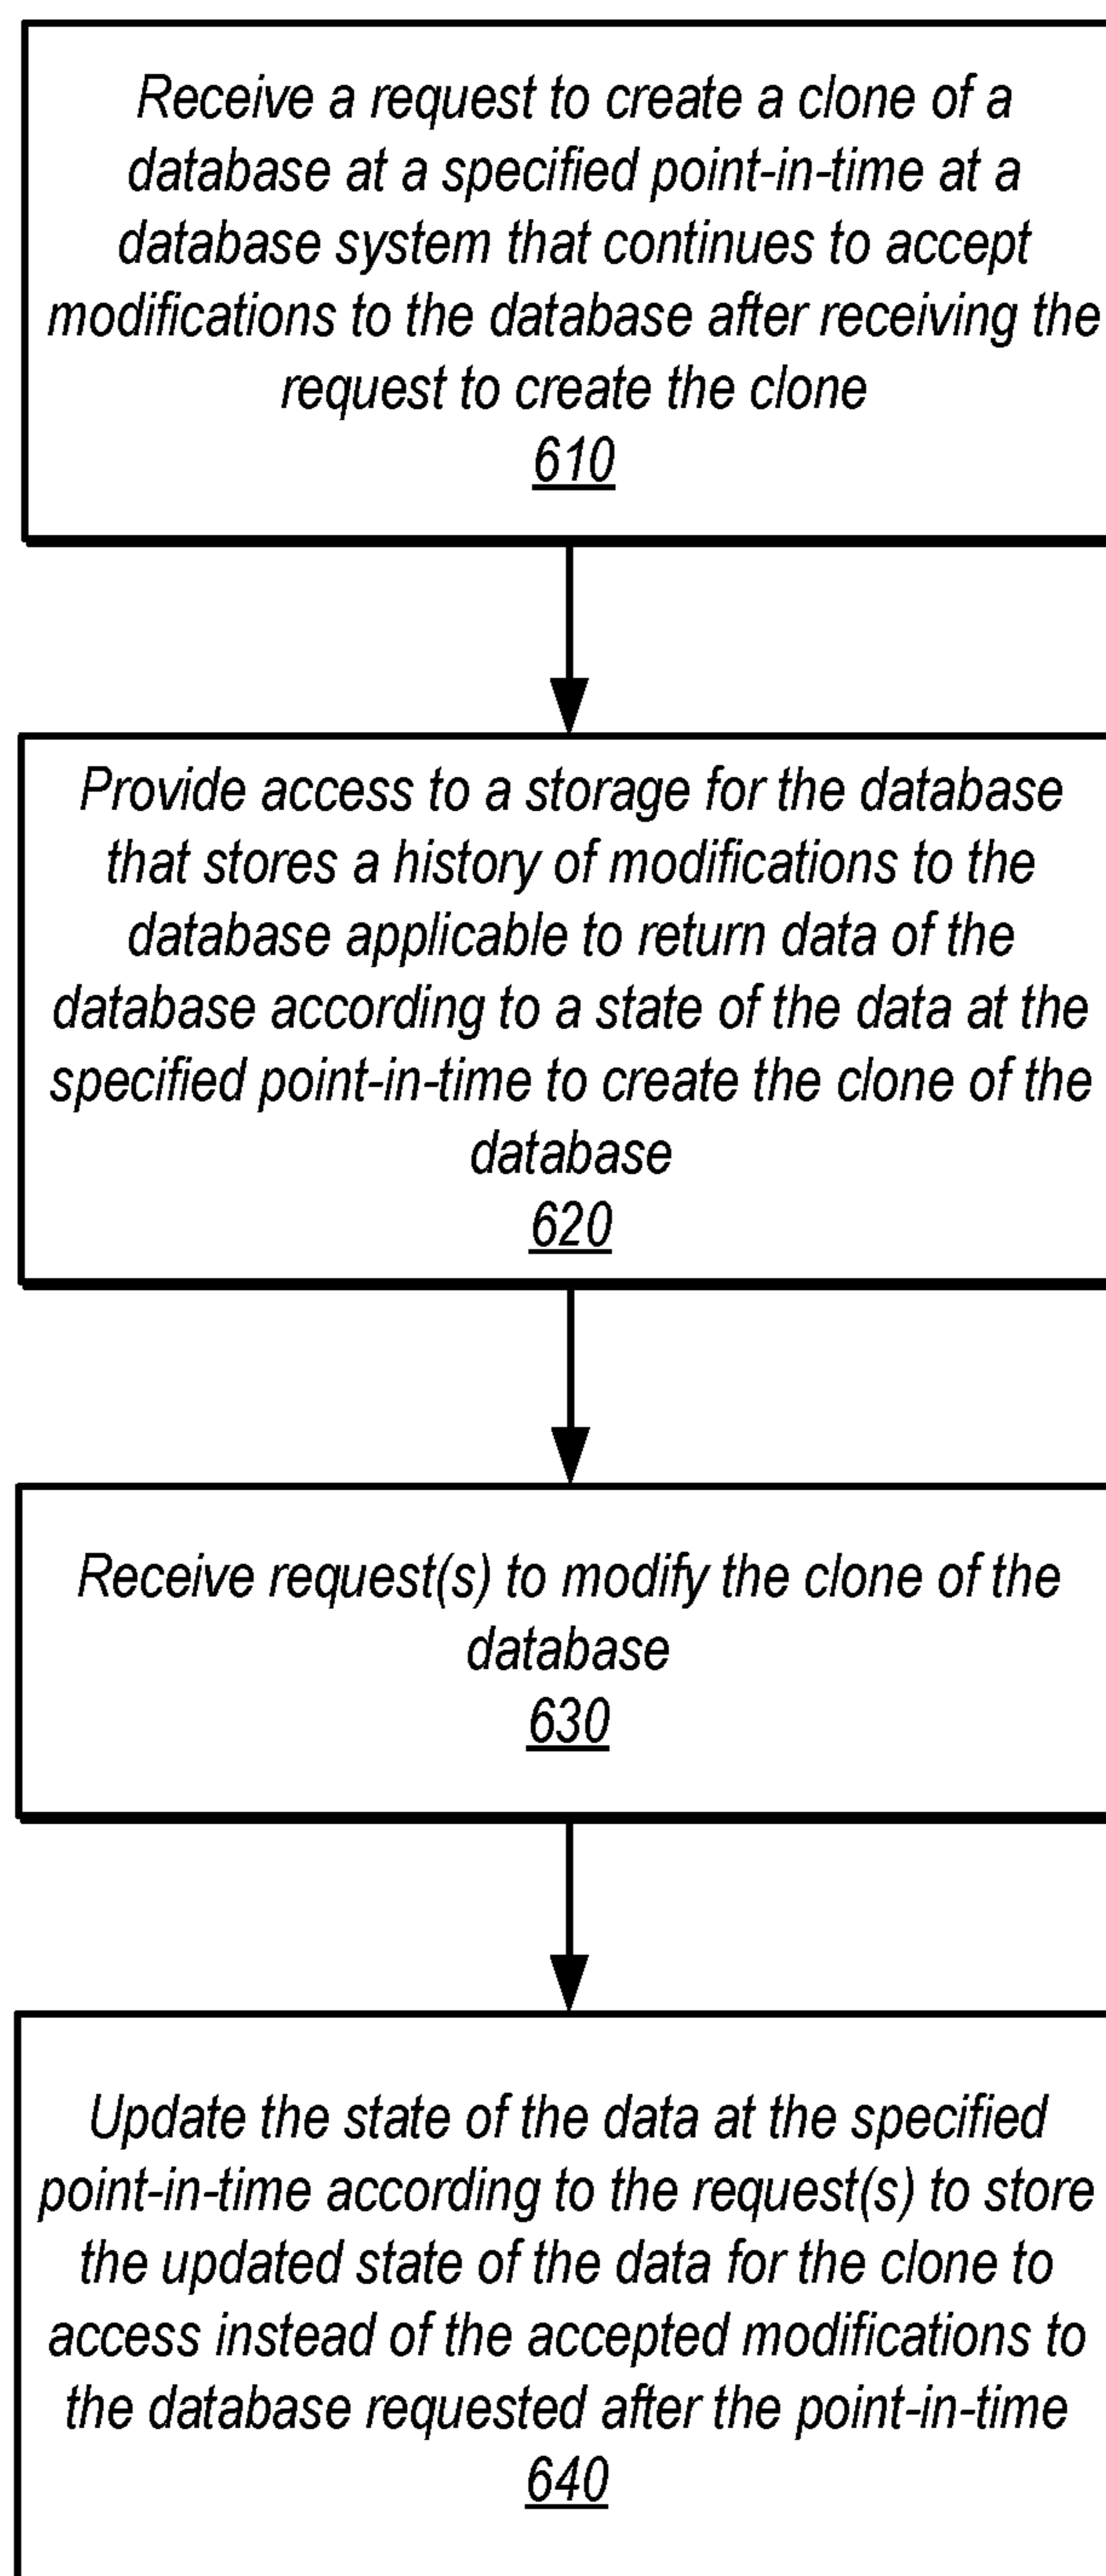 Receive a request to create a clone of a
database at a specified point-in-time at a
database system that continues to accept
modifications to the database after receiving the
request to create the clone
610
Provide access to a storage for the database
that stores a history of modifications to the
database applicable to return data of the
database according to a state of the data at the
specified point-in-time to create the clone of the
database
620
Receive request(s) to modify the clone of the
database
630
Update the state of the data at the specified
point-in-time according to the request(s) to store
the updated state of the data for the clone to
access instead of the accepted modifications to
the database requested after the point-in-time
640